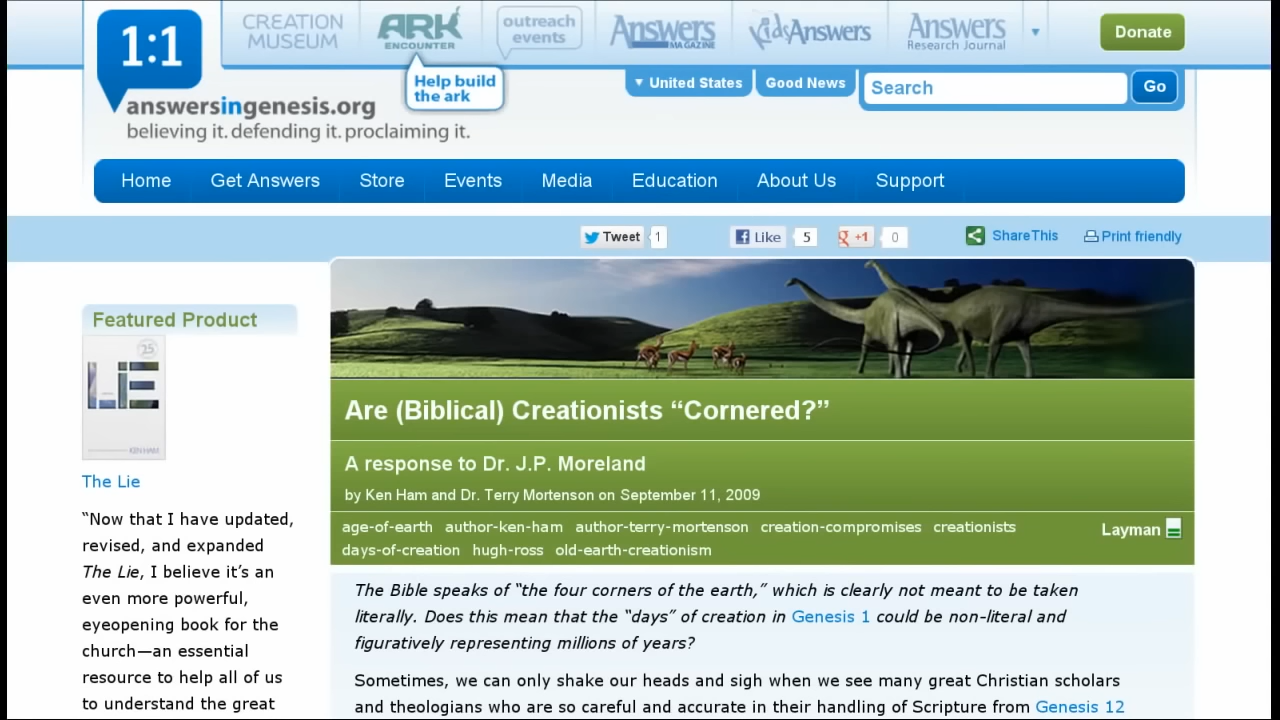 1:1
CREATION
MUSEUM
ARK
ENCOUNTER
outreach
events
Answers
MAGAZINE
Kids Answers
Answers
Research Journal
Donate
Help build
the ark
United States
Good News
Search
Go
answersingenesis.org
believing it. defending it. proclaiming it.
Home Get Answers Store Events Media Education About Us Support
Tweet 1 Like 5 +1 0 ShareThis Print friendly
Featured Product
25
LIE
KEN HAM
The Lie
“Now that I have updated,
revised, and expanded
The Lie, I believe it’s an
even more powerful,
eyeopening book for the
church—an essential
resource to help all of us
to understand the great
Are (Biblical) Creationists “Cornered?”
A response to Dr. J.P. Moreland
by Ken Ham and Dr. Terry Mortenson on September 11, 2009
age-of-earth author-ken-ham author-terry-mortenson creation-compromises creationists
days-of-creation hugh-ross old-earth-creationism
Layman
The Bible speaks of “the four corners of the earth,” which is clearly not meant to be taken
literally. Does this mean that the “days” of creation in Genesis 1 could be non-literal and
figuratively representing millions of years?
Sometimes, we can only shake our heads and sigh when we see many great Christian scholars
and theologians who are so careful and accurate in their handling of Scripture from Genesis 12